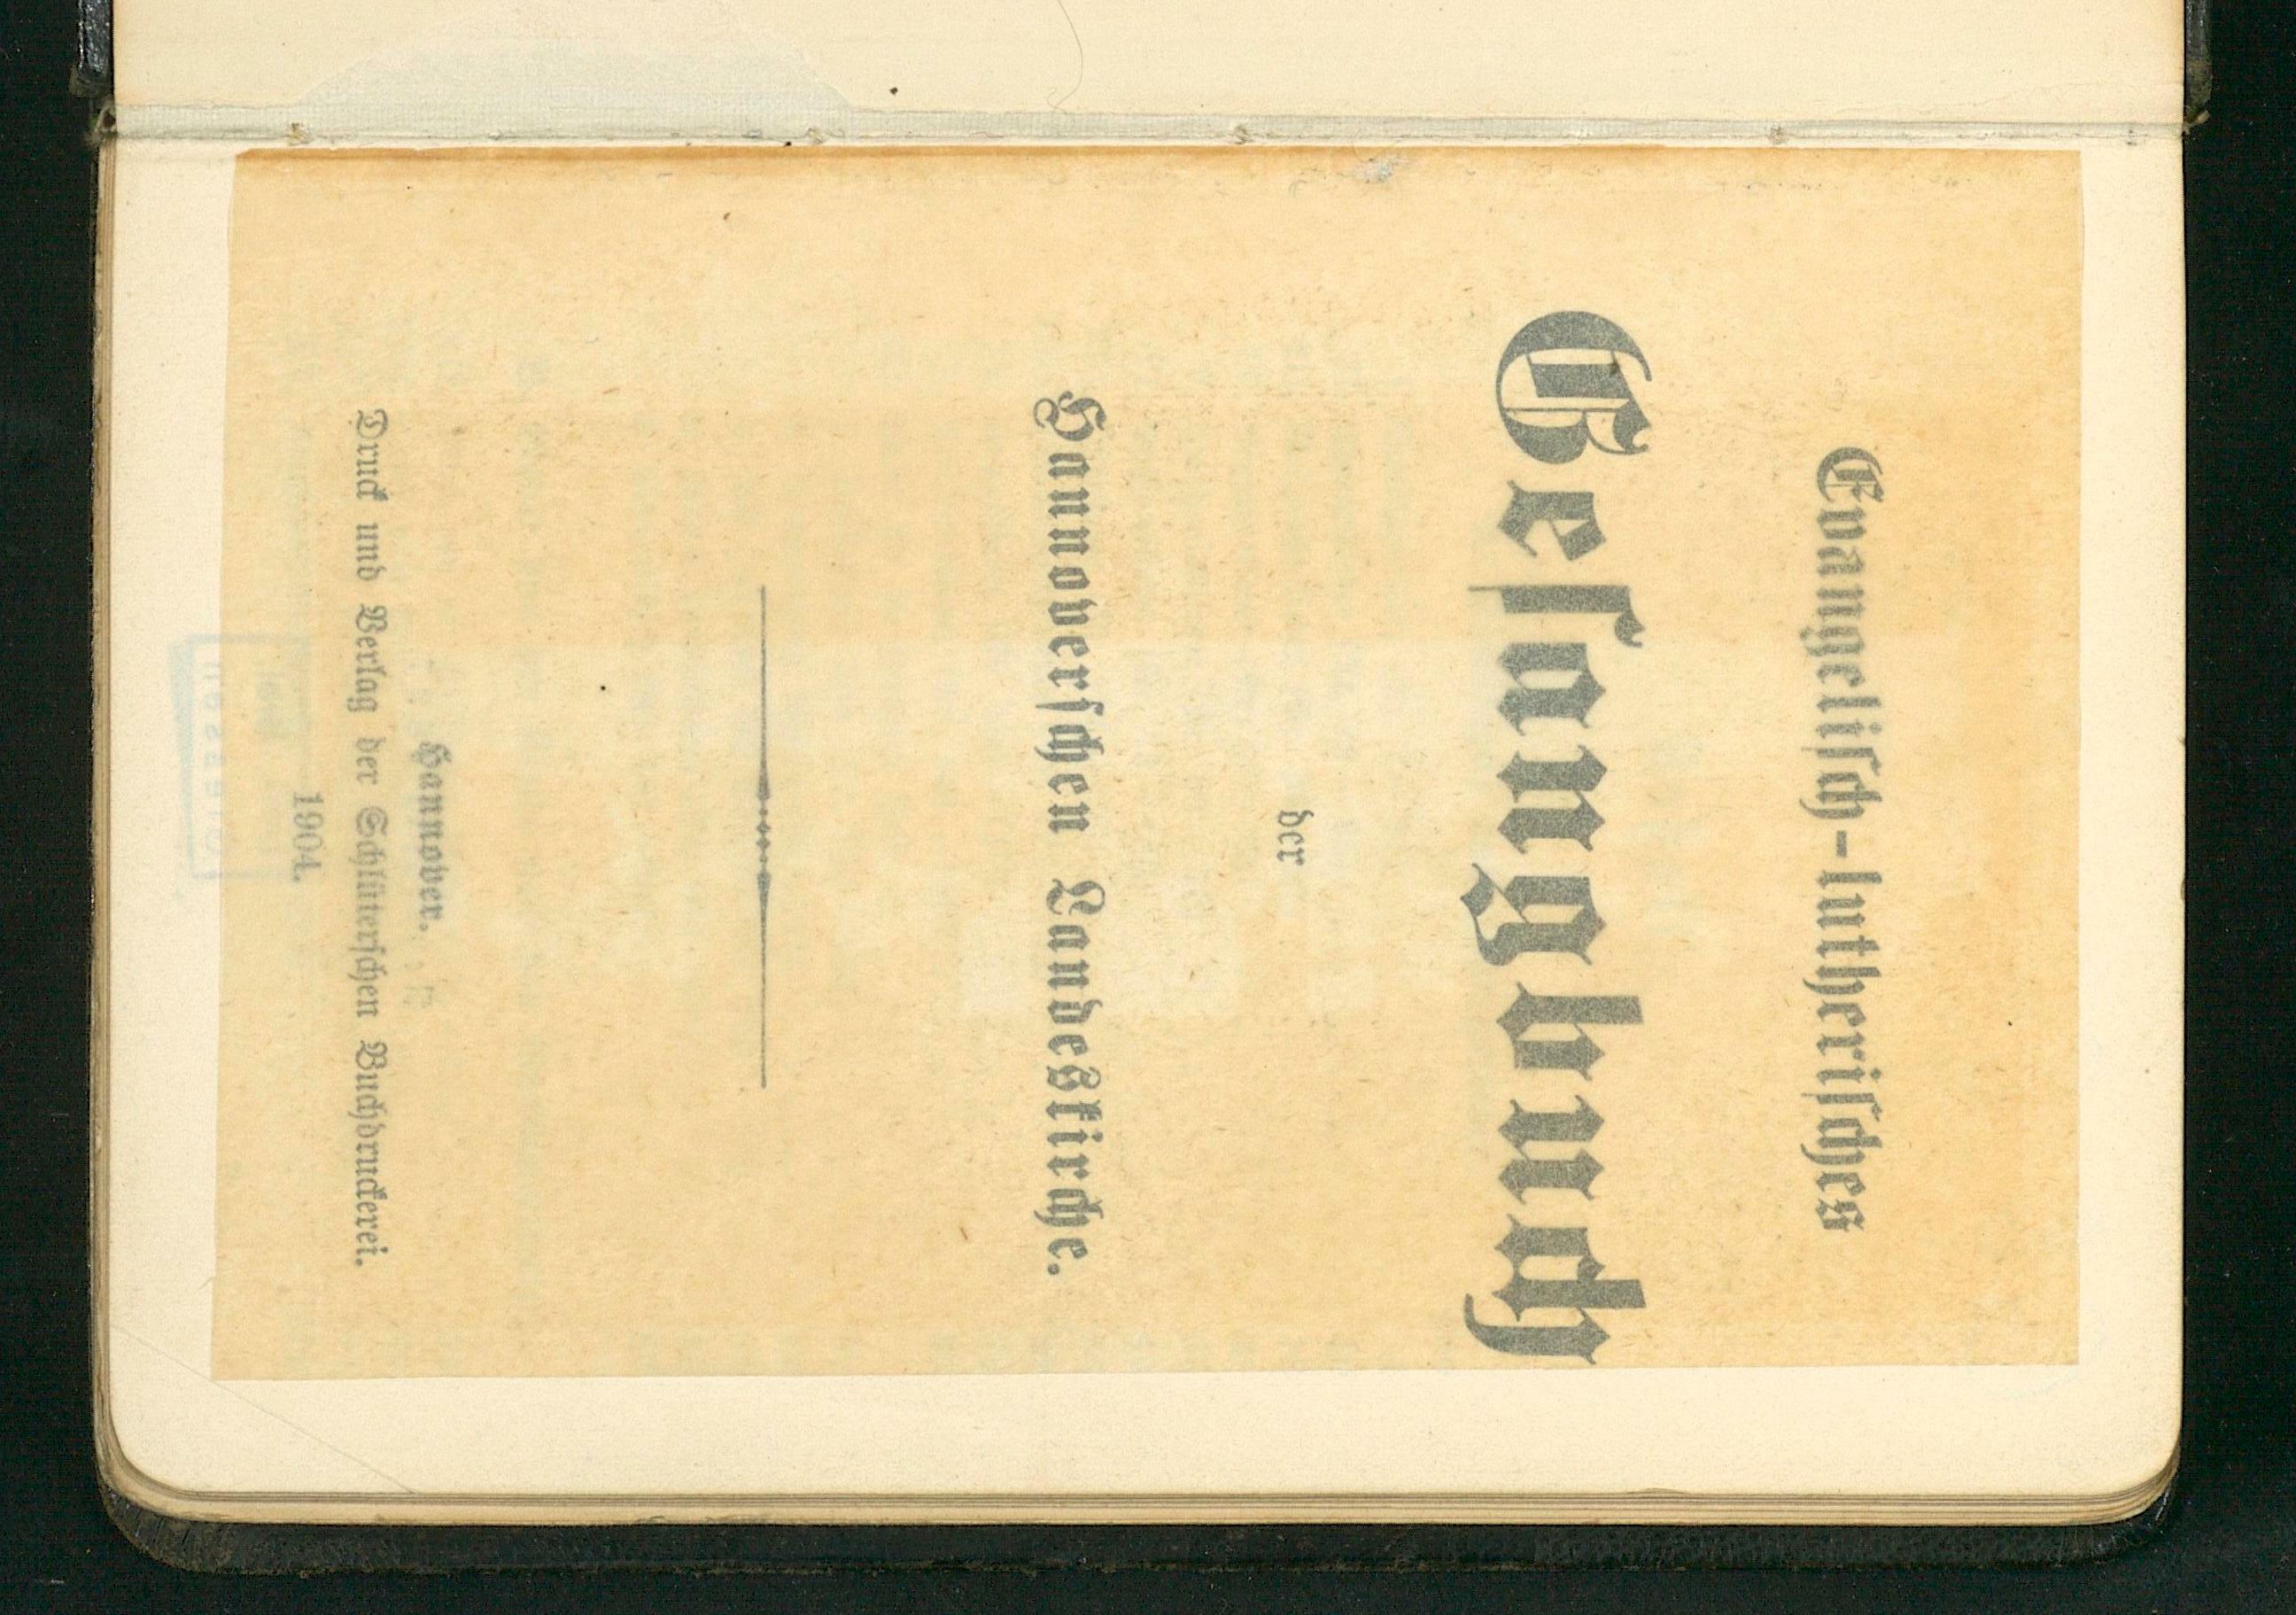 Evangeliſch-lutheriſches
Geſangbuch
der
Hannoverſchen Landeskirche.
Hannover.
Druck und Verlag der Schlüterſchen Buchdruckerei.
1904.